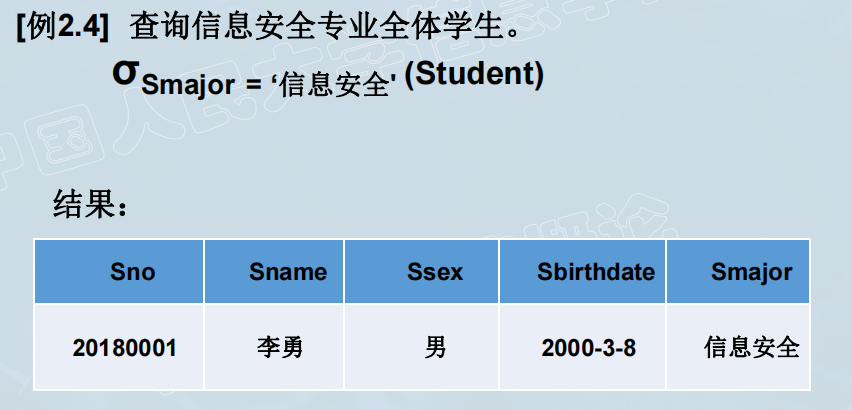 [例2.4] 查询信息安全专业全体学生。
σ Smajor = ‘信息安全' (Student)
结果：
Sno Sname Ssex Sbirthdate Smajor
20180001 李勇 男 2000-3-8 信息安全